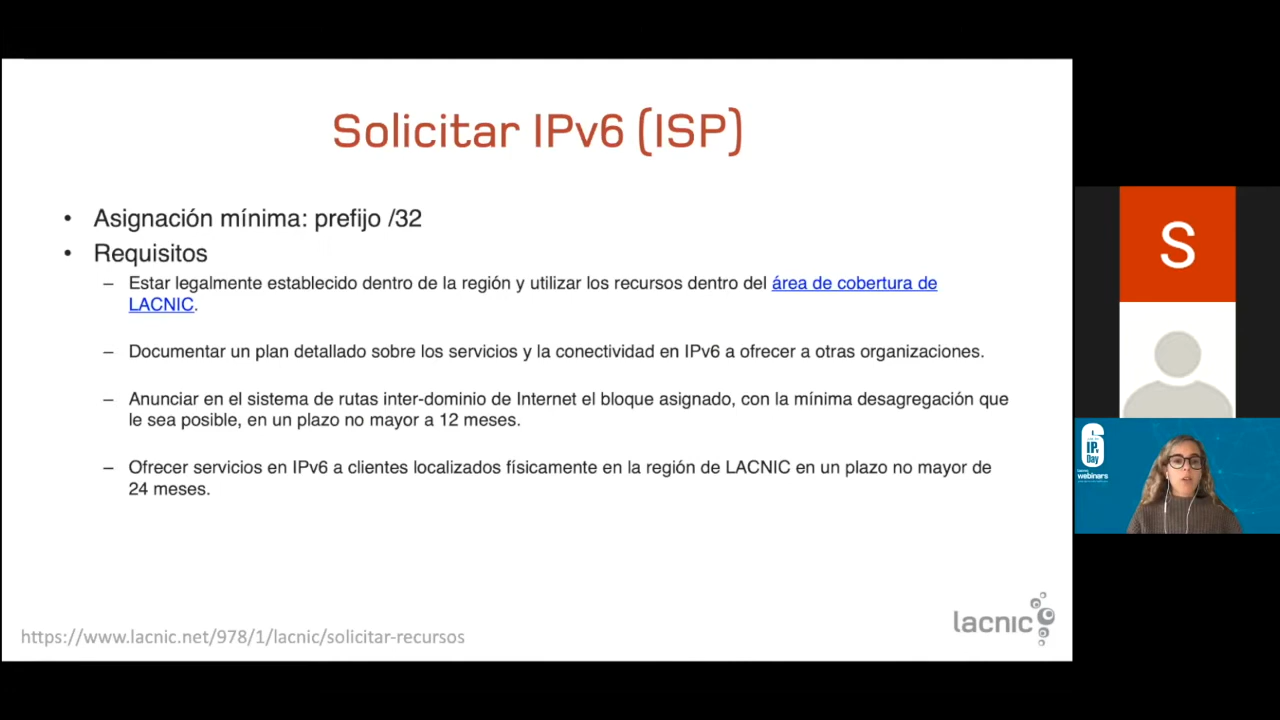 Solicitar IPv6 (ISP)
• Asignación mínima: prefijo /32
• Requisitos
– Estar legalmente establecido dentro de la región y utilizar los recursos dentro del área de cobertura de
LACNIC.
– Documentar un plan detallado sobre los servicios y la conectividad en IPv6 a ofrecer a otras organizaciones.
– Anunciar en el sistema de rutas inter-dominio de Internet el bloque asignado, con la mínima desagregación que
le sea posible, en un plazo no mayor a 12 meses.
– Ofrecer servicios en IPv6 a clientes localizados físicamente en la región de LACNIC en un plazo no mayor de
24 meses.
https://www.lacnic.net/978/1/lacnic/solicitar-recursos
lacnic
S
6
IPv6
Day
webinars